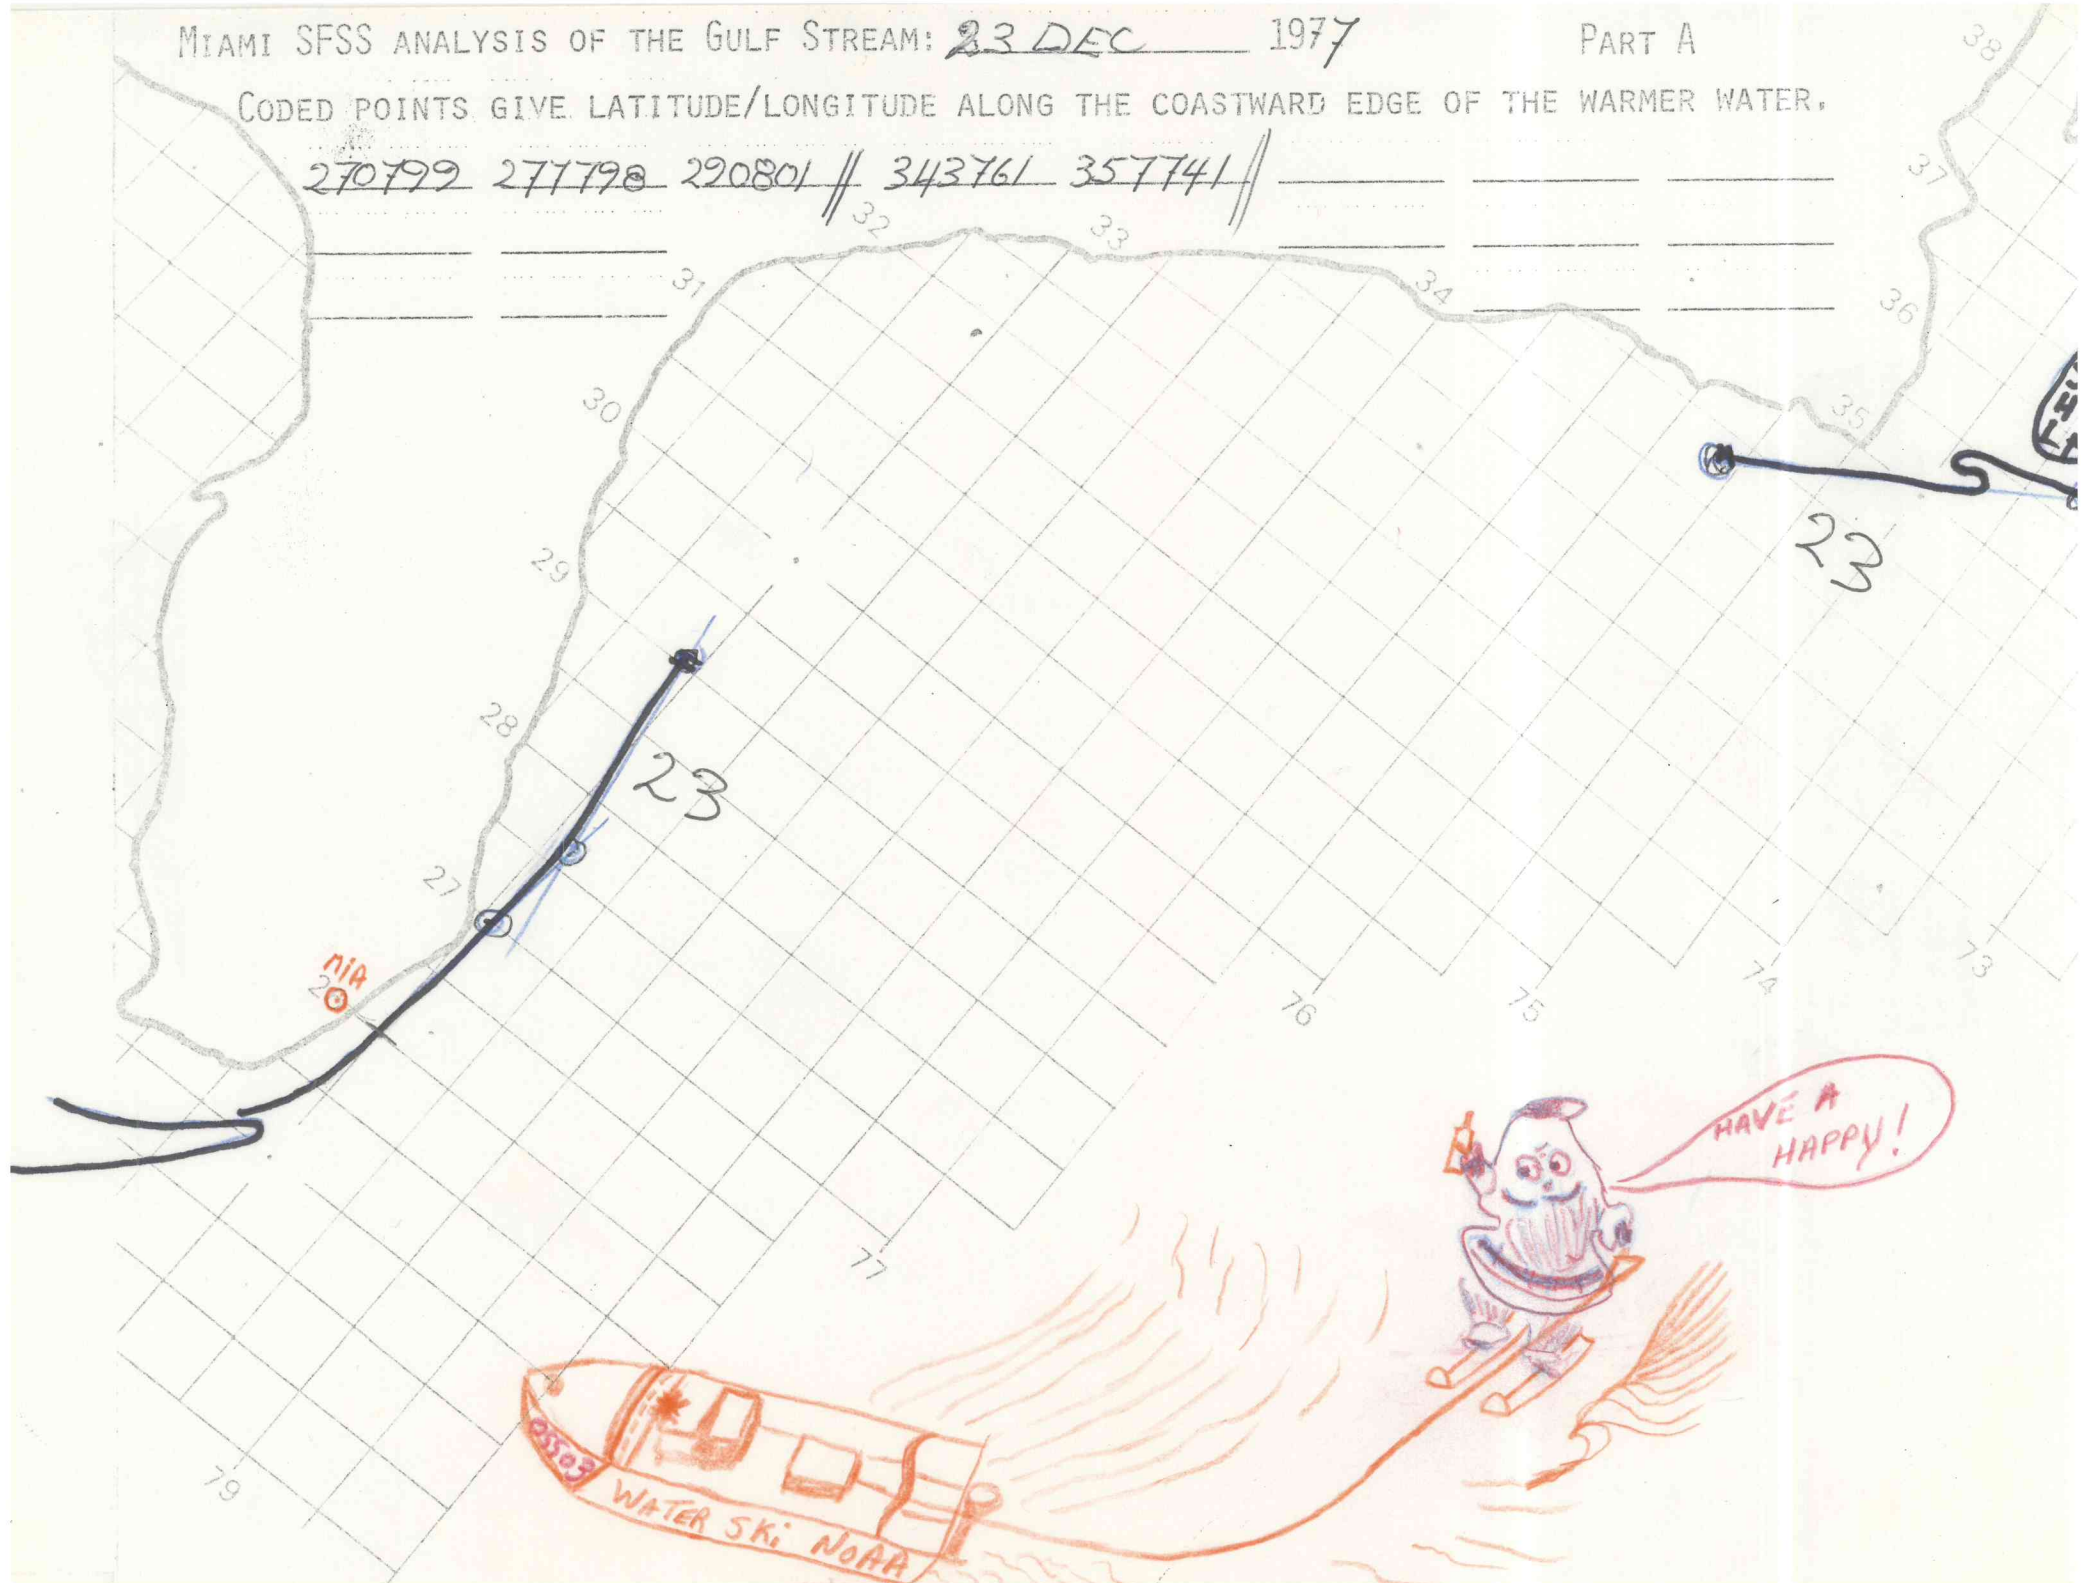 MIAMI SFSS ANALYSIS OF THE GULF STREAM: 23 DEC 1977 PART A
CODED POINTS GIVE LATITUDE/LONGITUDE ALONG THE COASTWARD EDGE OF THE WARMER WATER.
270799 277798 290801 // 343761 357741 //
38
37
36
35
34
33
32
31
30
29
28
27
23
23
MIA
76
75
74
73
77
79
HAVE A
HAPPY!
OSS03
WATER SKI NOAA